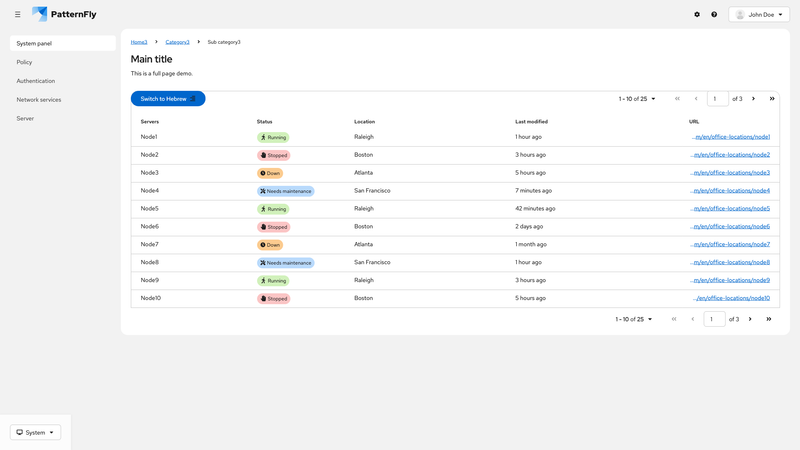 PatternFly
John Doe
System panel
Policy
Authentication
Network services
Server
Home3 Category2 Sub category3
Main title
This is a full page demo.
Switch to Hebrew 1 - 10 of 25 1 of 3
Servers Status Location Last modified URL
Node1 Running Raleigh 1 hour ago ...m/en/office-locations/node1
Node2 Stopped Boston 3 hours ago ...m/en/office-locations/node2
Node3 Down Atlanta 5 hours ago ...m/en/office-locations/node3
Node4 Needs maintenance San Francisco 7 minutes ago ...m/en/office-locations/node4
Node5 Running Raleigh 42 minutes ago ...m/en/office-locations/node5
Node6 Stopped Boston 2 days ago ...m/en/office-locations/node6
Node7 Down Atlanta 1 month ago ...m/en/office-locations/node7
Node8 Needs maintenance San Francisco 1 hour ago ...m/en/office-locations/node8
Node9 Running Raleigh 3 hours ago ...m/en/office-locations/node9
Node10 Stopped Boston 5 hours ago .../en/office-locations/node10
1 - 10 of 25 1 of 3
System